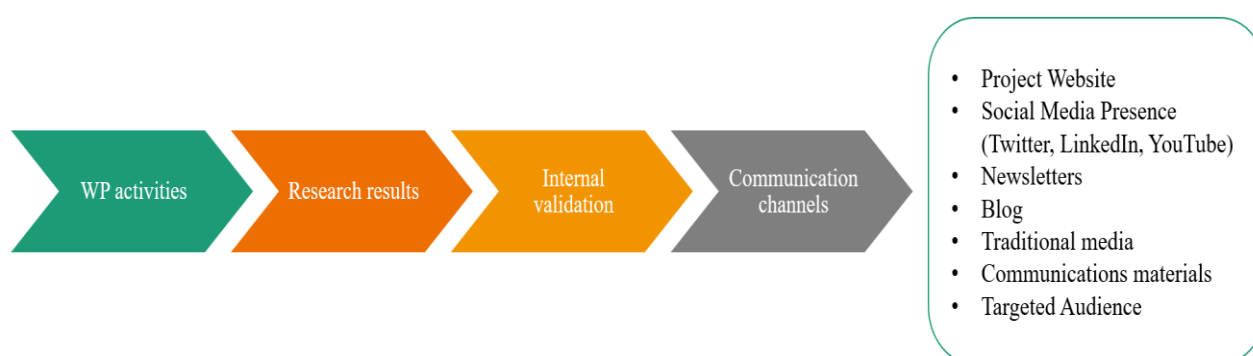 WP activities
Research results
Internal
validation
Communication
channels
• Project Website
• Social Media Presence
(Twitter, LinkedIn, YouTube)
• Newsletters
• Blog
• Traditional media
• Communications materials
• Targeted Audience